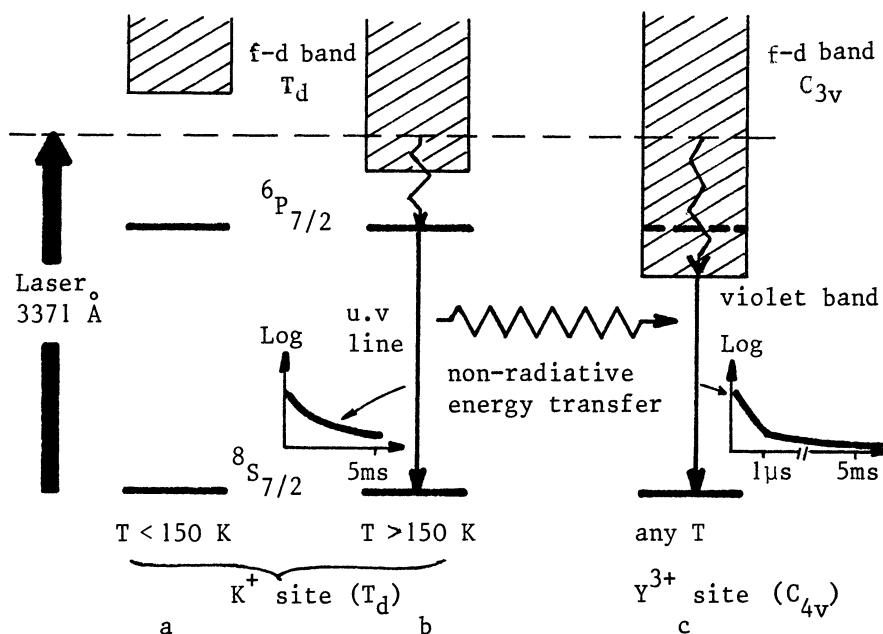 f-d band
T_d
f-d band
C_3v
^6P_7/2
Laser
3371 Å
u.v
line
violet band
Log
Log
non-radiative
energy transfer
5ms
1μs
5ms
^8S_7/2
T < 150 K
T > 150 K
any T
K^+ site (T_d)
Y^3+ site (C_4v)
a
b
c